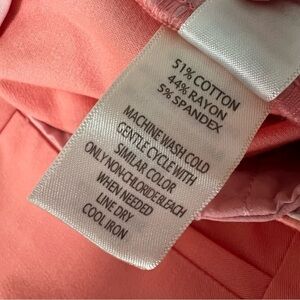 51% COTTON
44% RAYON
5% SPANDEX
MACHINE WASH COLD
GENTLE CYCLE WITH
SIMILAR COLOR
ONLY NON-CHLORIDE BLEACH
WHEN NEEDED
LINE DRY
COOL IRON